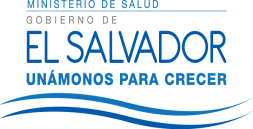 MINISTERIO DE SALUD
GOBIERNO DE
EL SALVADOR
UNÁMONOS PARA CRECER